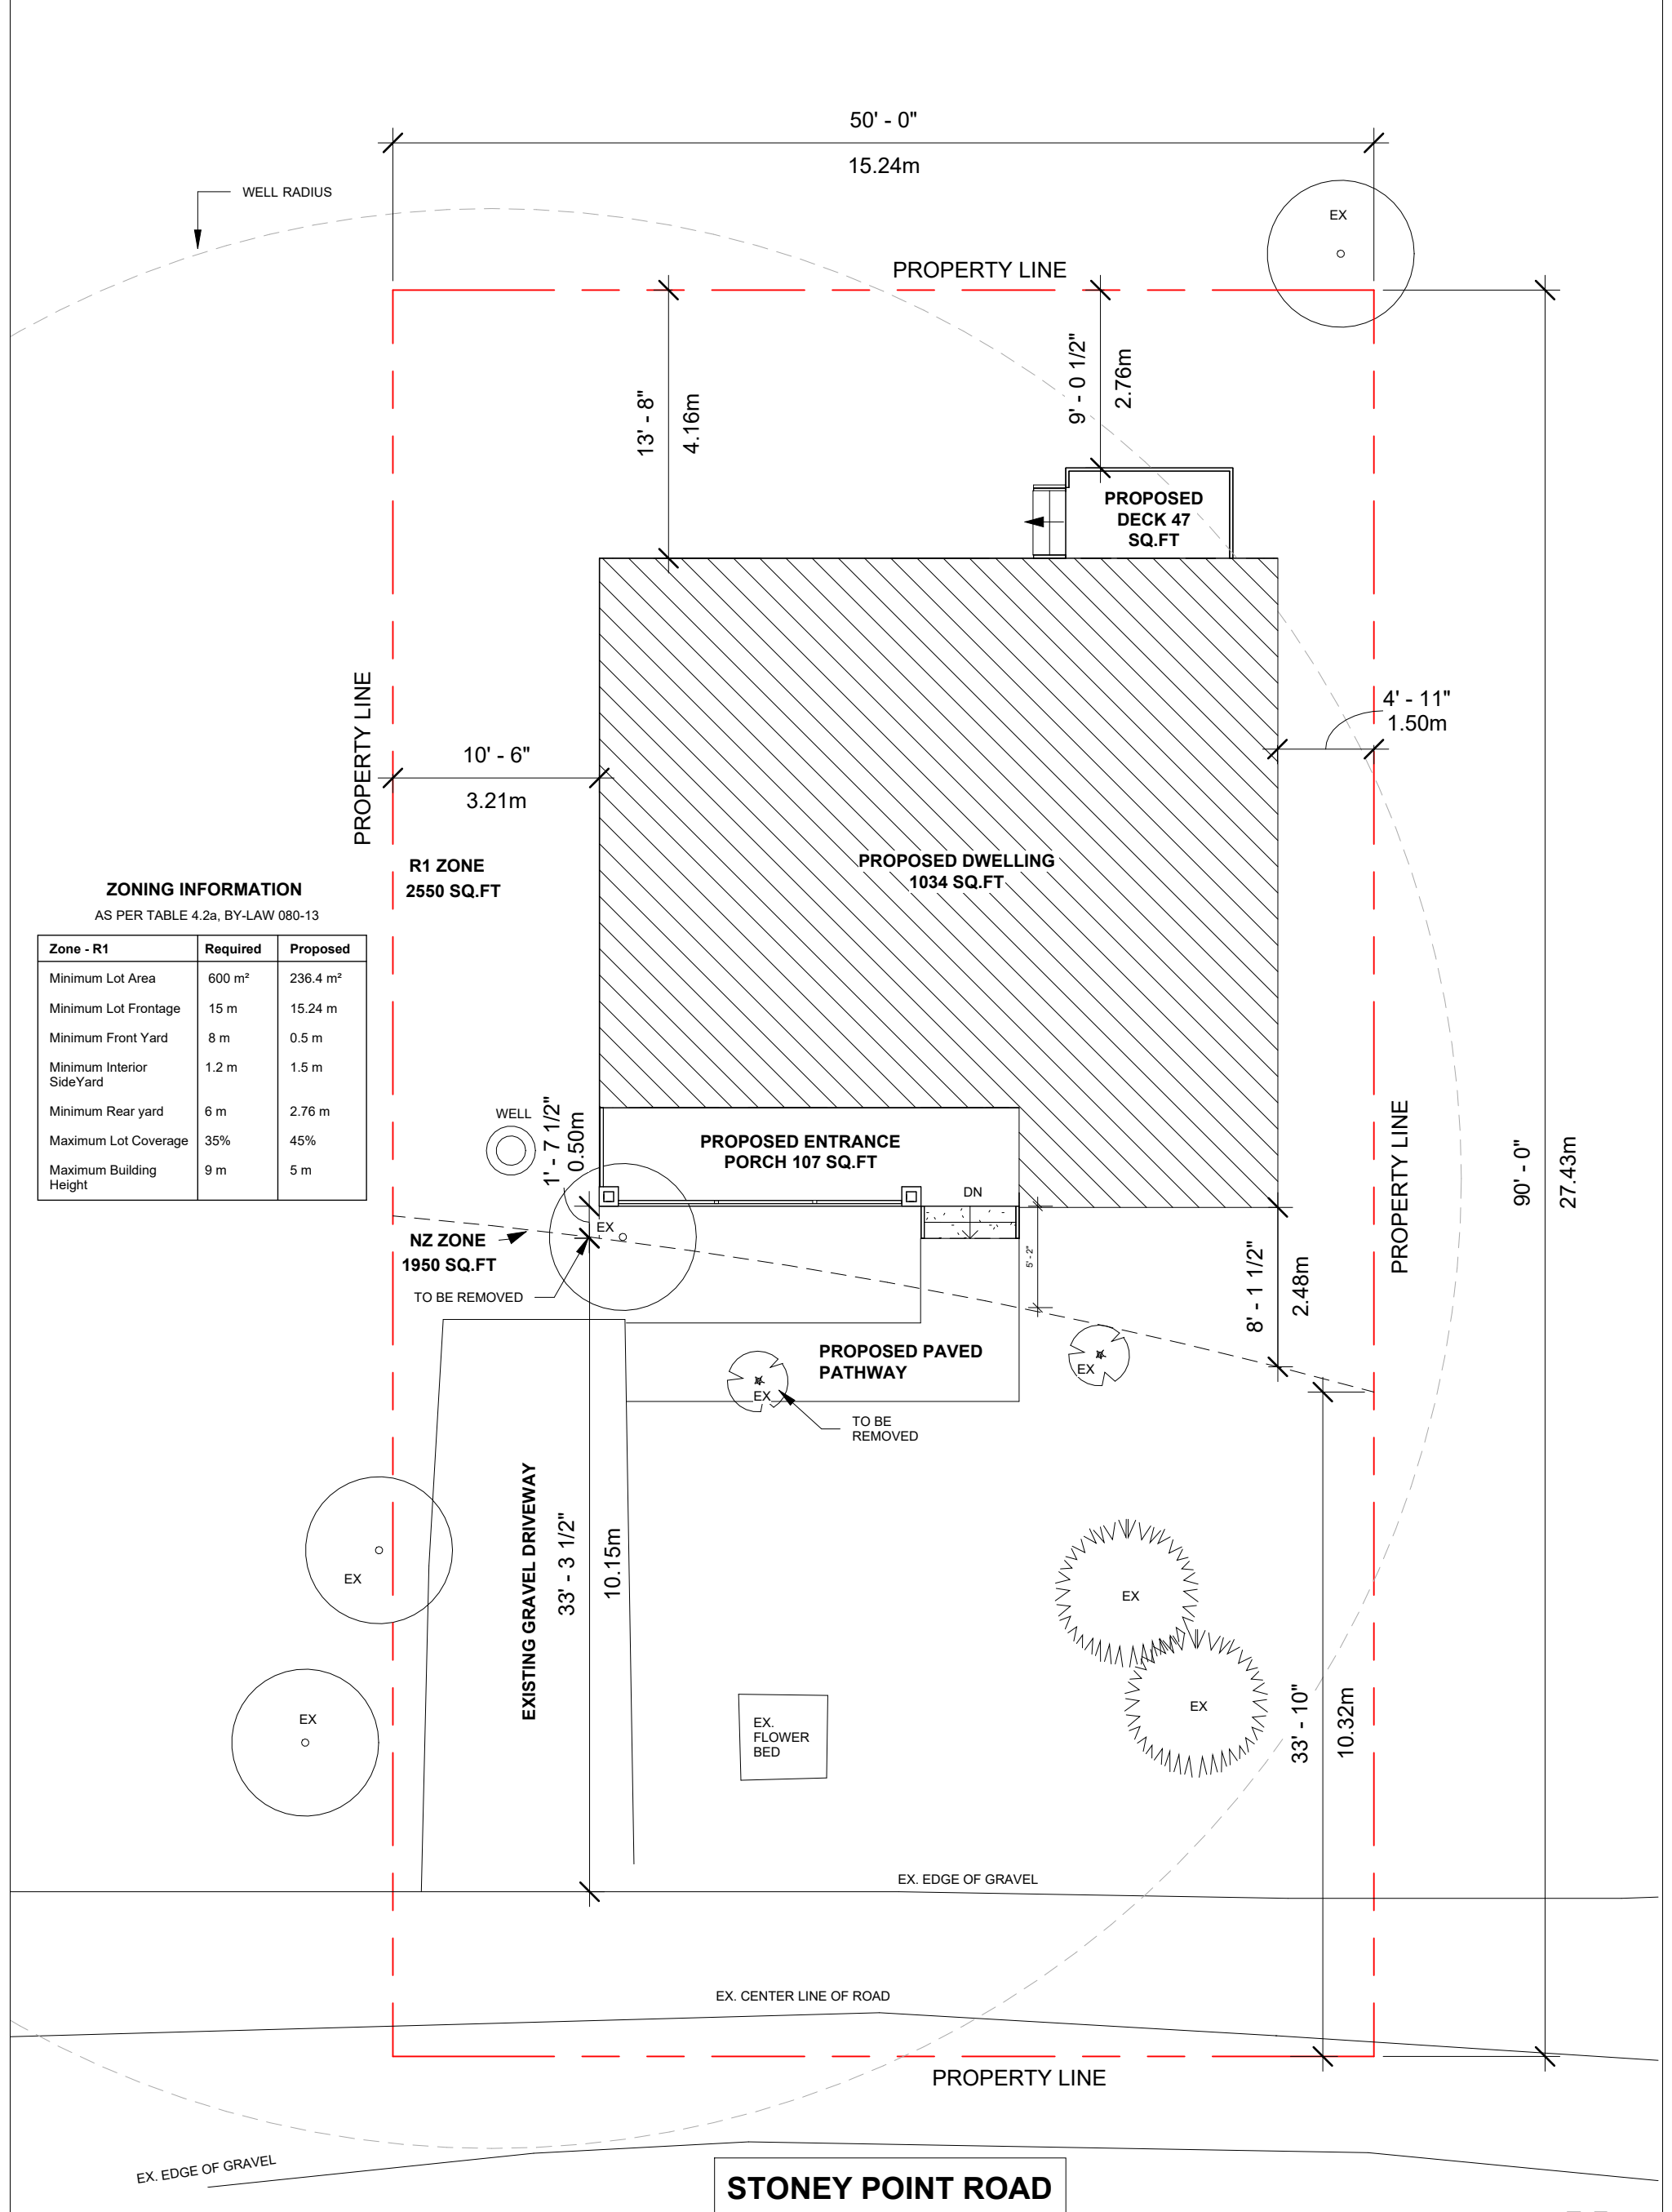 50' - 0"
15.24m
WELL RADIUS
EX
PROPERTY LINE
13' - 8"
4.16m
9' - 0 1/2"
2.76m
PROPOSED
DECK 47
SQ.FT
PROPERTY LINE
4' - 11"
1.50m
10' - 6"
3.21m
R1 ZONE
2550 SQ.FT
PROPOSED DWELLING
1034 SQ.FT
ZONING INFORMATION
AS PER TABLE 4.2a, BY-LAW 080-13
Zone - R1 Required Proposed
Minimum Lot Area 600 m² 236.4 m²
Minimum Lot Frontage 15 m 15.24 m
Minimum Front Yard 8 m 0.5 m
Minimum Interior 1.2 m 1.5 m
SideYard
Minimum Rear yard 6 m 2.76 m
Maximum Lot Coverage 35% 45%
Maximum Building 9 m 5 m
Height
WELL
1' - 7 1/2"
0.50m
PROPOSED ENTRANCE
PORCH 107 SQ.FT
DN
PROPERTY LINE
90' - 0"
27.43m
EX
NZ ZONE
1950 SQ.FT
TO BE REMOVED
5' - 2"
8' - 1 1/2"
2.48m
PROPOSED PAVED
PATHWAY
EX
EX
TO BE
REMOVED
EXISTING GRAVEL DRIVEWAY
33' - 3 1/2"
10.15m
EX
EX
EX
EX
EX.
FLOWER
BED
33' - 10"
10.32m
EX. EDGE OF GRAVEL
EX. CENTER LINE OF ROAD
PROPERTY LINE
EX. EDGE OF GRAVEL
STONEY POINT ROAD